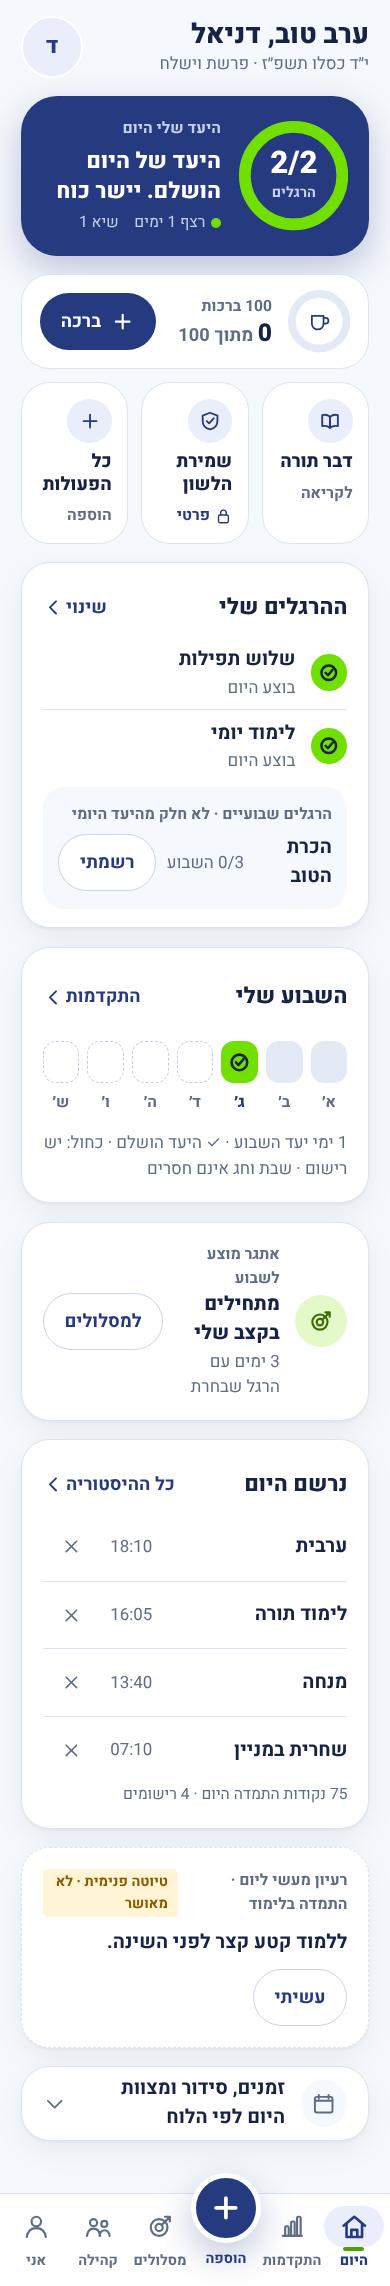 ערב טוב, דניאל
ד
י״ד כסלו תשפ״ז · פרשת וישלח
2/2
הרגלים
היעד שלי היום
היעד של היום
הושלם. יישר כוח
רצף 1 ימים שיא 1
100 ברכות
0 מתוך 100
ברכה
דבר תורה
לקריאה
שמירת
הלשון
פרטי
כל
הפעולות
הוספה
ההרגלים שלי
שינוי
שלוש תפילות
בוצע היום
לימוד יומי
בוצע היום
הרגלים שבועיים · לא חלק מהיעד היומי
הכרת
הטוב
0/3 השבוע
רשמתי
השבוע שלי
התקדמות
א׳ ב׳ ג׳ ד׳ ה׳ ו׳ ש׳
1 ימי יעד השבוע · ✓ היעד הושלם · כחול: יש
רישום · שבת וחג אינם חסרים
אתגר מוצע
לשבוע
מתחילים
בקצב שלי
3 ימים עם
הרגל שבחרת
למסלולים
נרשם היום
כל ההיסטוריה
ערבית 18:10
לימוד תורה 16:05
מנחה 13:40
שחרית במניין 07:10
75 נקודות התמדה היום · 4 רישומים
רעיון מעשי ליום ·
התמדה בלימוד
טיוטה פנימית · לא
מאושר
ללמוד קטע קצר לפני השינה.
עשיתי
זמנים, סידור ומצוות
היום לפי הלוח
היום
התקדמות
הוספה
מסלולים
קהילה
אני